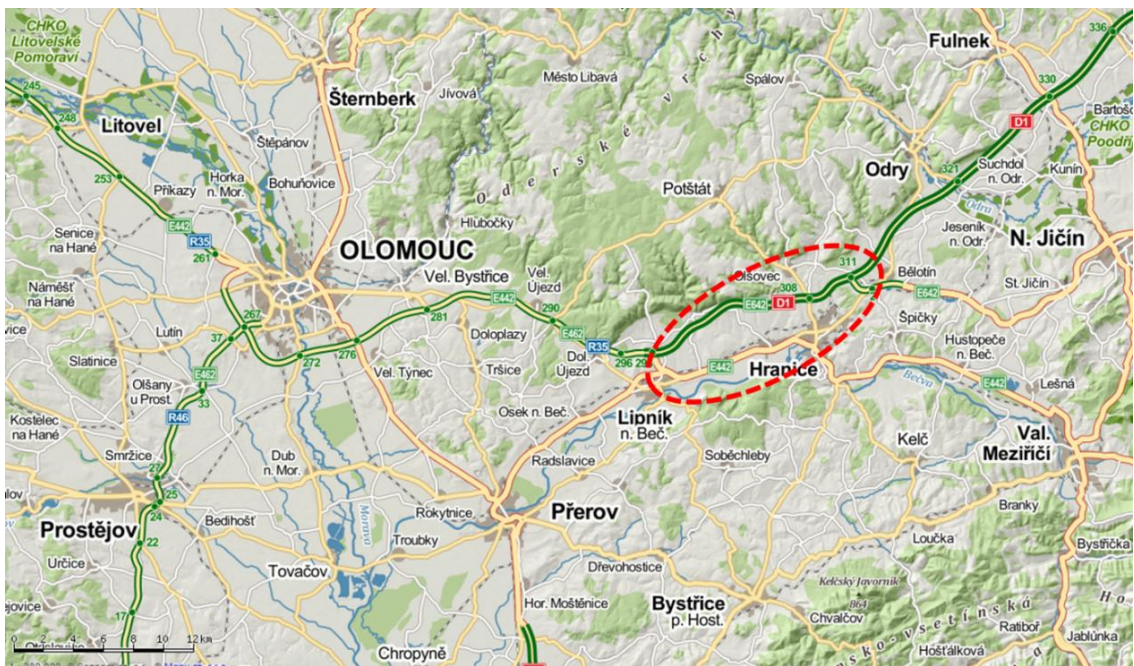 CHKO
Litovelské
Pomoraví
245
248
Litovel
253
Příkazy
Horka
n. Mor.
Štěpánov
Bohuňovice
Šternberk
Jívová
Město Libavá
Oderské vrchy
Spálov
Fulnek
336
330
D1
Bartošo
CHKO
Poodří
Odry
321
Suchdol
n. Odr.
Kunín
Odra
Jeseník
n. Odr.
N. Jičín
Potštát
Hlubočky
Senice
na Hané
E442
R35
261
OLOMOUC
Vel. Bystřice
Vel.
Újezd
E442
290
281
Doloplazy
E462
R35
Dol.
Újezd
296
29
Olšovec
311
308
E642
D1
Bělotín
E642
St. Jičín
Špičky
Hustopeče
n. Beč.
Hranice
E442
Bečva
E442
Lešná
Náměšť
na Hané
Lutín
37
267
272
276
Vel. Týnec
Tršice
Slatinice
Olšany
u Prost.
E462
33
R46
Kostelec
na Hané
Smržice
27
25
24
22
17
Dub
n. Mor.
Osek n. Beč.
Lipník
n. Beč.
Radslavice
Soběchleby
Kelč
Val.
Meziříčí
Branky
Prostějov
Bedihošť
Morava
Rokytnice
Přerov
Troubky
Určice
Tovačov
Dřevohostice
Loučka
Bystřička
Kelčský Javorník
864
Hor. Moštěnice
Bystřice
p. Host.
Chvalčov
Chropyně
Hošťálková
Ratiboř
Jablůnka
0 2 4 6 8 10 12 km